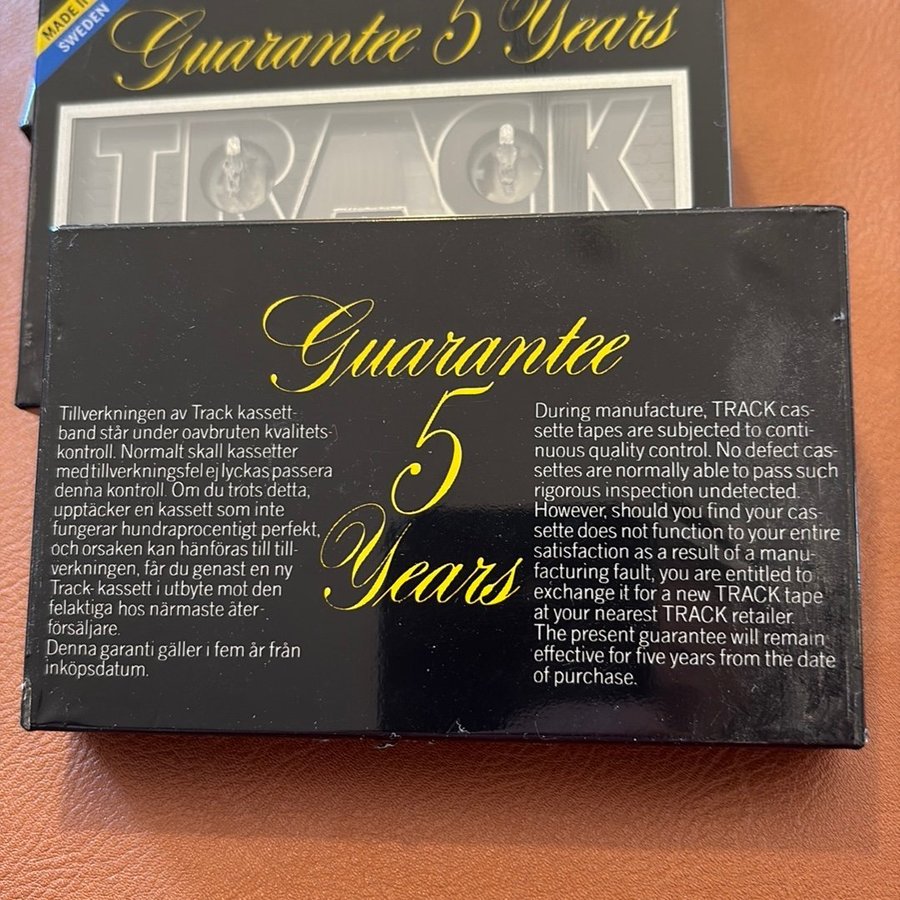 MADE IN
SWEDEN
Guarantee 5 Years
TRACK
Guarantee
5
Years
Tillverkningen av Track kassett-
band står under oavbruten kvalitets-
kontroll. Normalt skall kassetter
med tillverkningsfel ej lyckas passera
denna kontroll. Om du trots detta,
upptäcker en kassett som inte
fungerar hundraprocentigt perfekt,
och orsaken kan hänföras till till-
verkningen, får du genast en ny
Track-kassett i utbyte mot den
felaktiga hos närmaste åter-
försäljare.
Denna garanti gäller i fem år från
inköpsdatum.
During manufacture, TRACK cas-
sette tapes are subjected to conti-
nuous quality control. No defect cas-
settes are normally able to pass such
rigorous inspection undetected.
However, should you find your cas-
sette does not function to your entire
satisfaction as a result of a manu-
facturing fault, you are entitled to
exchange it for a new TRACK tape
at your nearest TRACK retailer.
The present guarantee will remain
effective for five years from the date
of purchase.